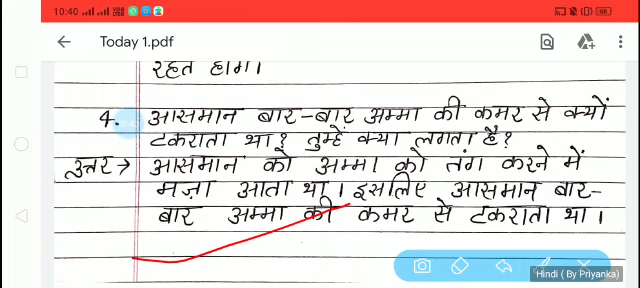 10:40
Today 1.pdf
रहते होंगे।
4. आसमान बार-बार अम्मा की कमर से क्यों
टकराता था? तुम्हें क्या लगता है?
उत्तर → आसमान को अम्मा को तंग करने में
मज़ा आता था। इसलिए आसमान बार-
बार अम्मा की कमर से टकराता था।
Hindi ( By Priyanka)